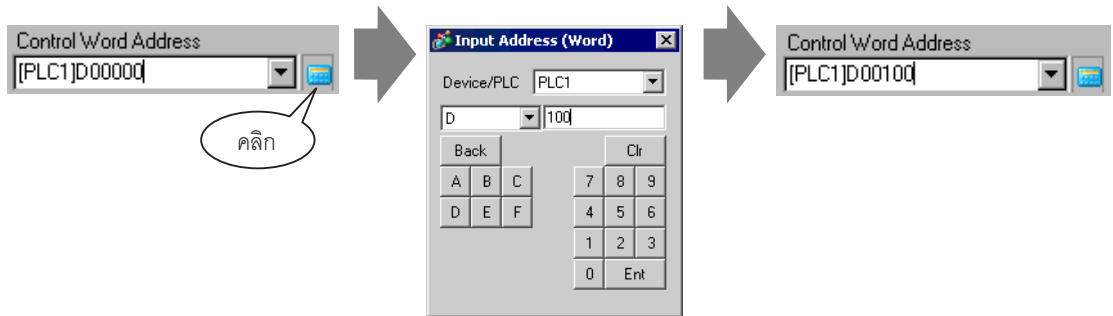 Control Word Address
[PLC1]D00000
คลิก
Input Address (Word)
Device/PLC PLC1
D 100
Back Clr
A B C 7 8 9
D E F 4 5 6
1 2 3
0 Ent
Control Word Address
[PLC1]D00100